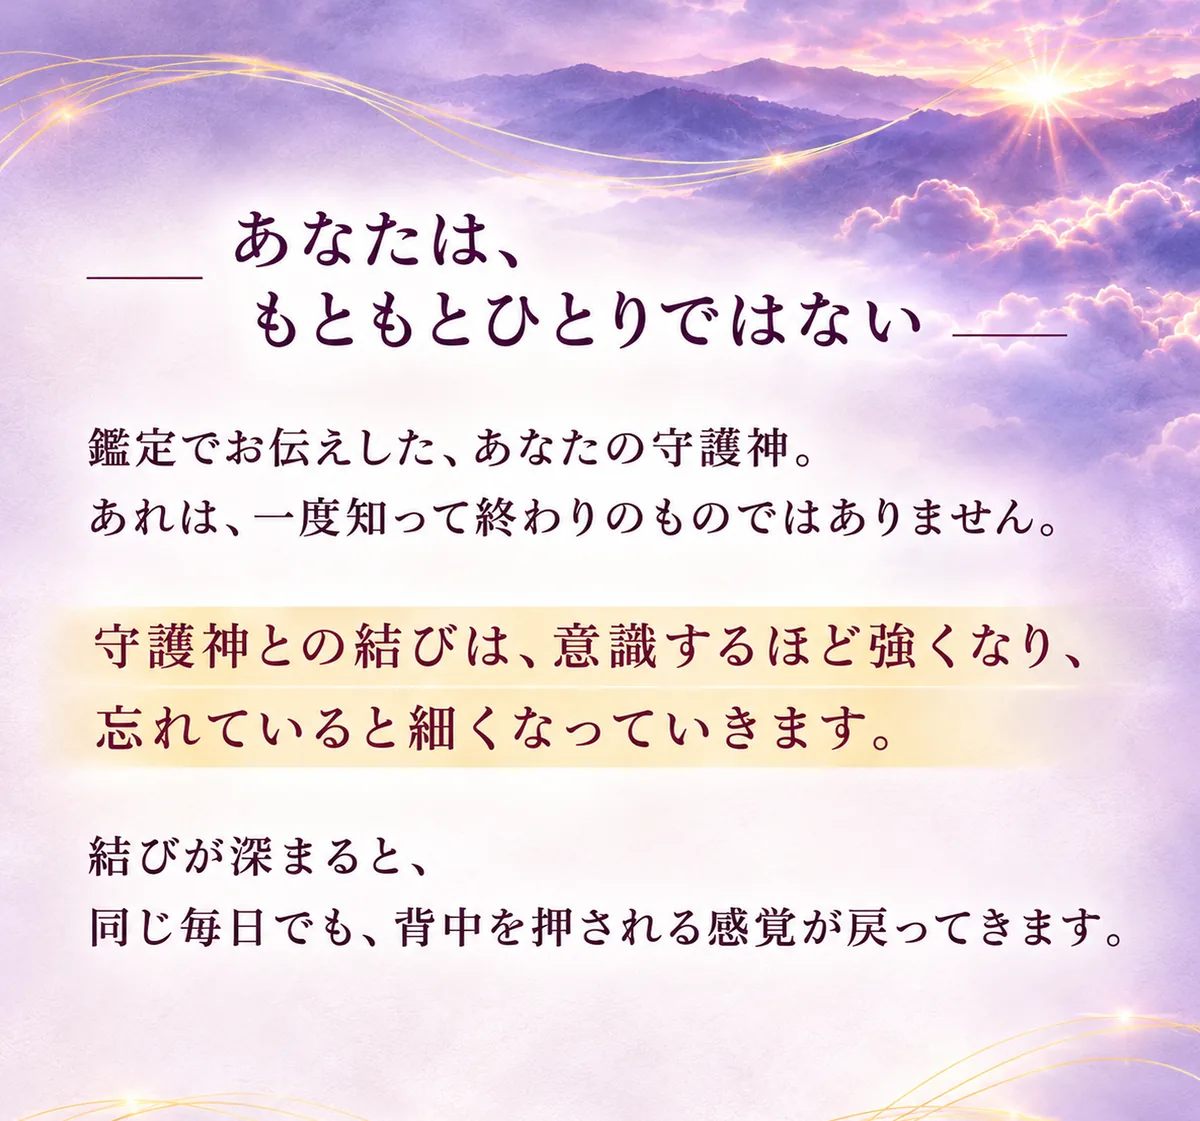 あなたは、
もともとひとりではない
鑑定でお伝えした、あなたの守護神。
あれは、一度知って終わりのものではありません。
守護神との結びは、意識するほど強くなり、
忘れていると細くなっていきます。
結びが深まると、
同じ毎日でも、背中を押される感覚が戻ってきます。